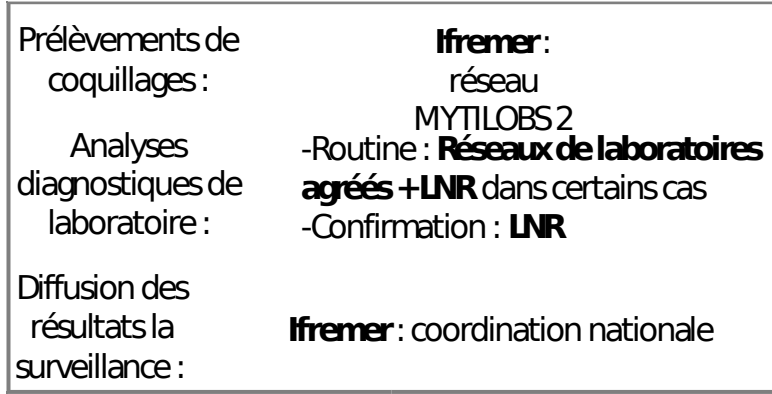 Prélèvements de
coquillages :
Ifremer :
réseau
MYTILOBS 2
Analyses
diagnostiques de
laboratoire :
-Routine : Réseaux de laboratoires
agréés + LNR dans certains cas
-Confirmation : LNR
Diffusion des
résultats la
surveillance :
Ifremer : coordination nationale